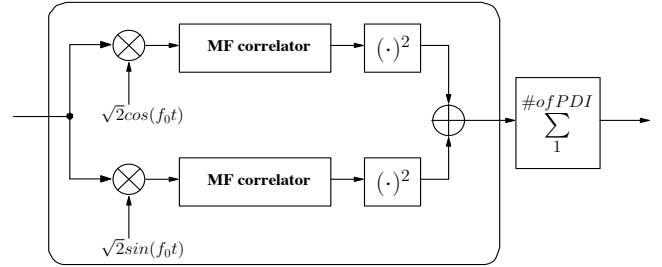 MF correlator
(·)²
√2cos(f₀t)
#ofPDI
∑
1
MF correlator
(·)²
√2sin(f₀t)